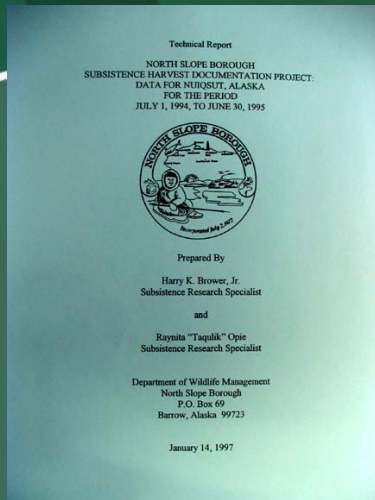 Technical Report
NORTH SLOPE BOROUGH
SUBSISTENCE HARVEST DOCUMENTATION PROJECT:
DATA FOR NUIQSUT, ALASKA
FOR THE PERIOD
JULY 1, 1994, TO JUNE 30, 1995
NORTH SLOPE BOROUGH
Incorporated July 2, 1972
Prepared By
Harry K. Brower, Jr.
Subsistence Research Specialist
and
Raynita "Taqulik" Opie
Subsistence Research Specialist
Department of Wildlife Management
North Slope Borough
P.O. Box 69
Barrow, Alaska 99723
January 14, 1997